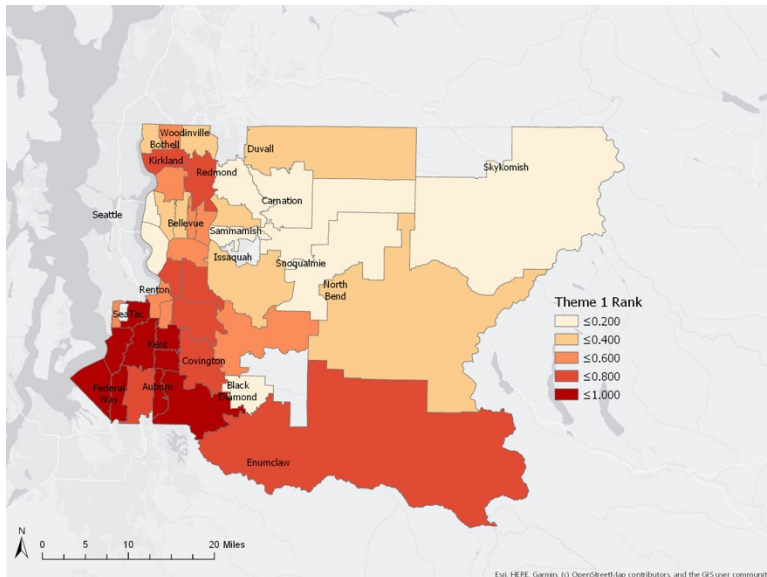 Woodinville
Bothell
Duvall
Kirkland
Redmond
Skykomish
Carnation
Seattle
Bellevue
Sammamish
Issaquah
Snoqualmie
Renton
North
Bend
SeaTac
Kent
Covington
Federal
Way
Auburn
Black
Diamond
Enumclaw
Theme 1 Rank
≤0.200
≤0.400
≤0.600
≤0.800
≤1.000
N
0 5 10 20 Miles
Esri, HERE, Garmin, (c) OpenStreetMap contributors, and the GIS user communit